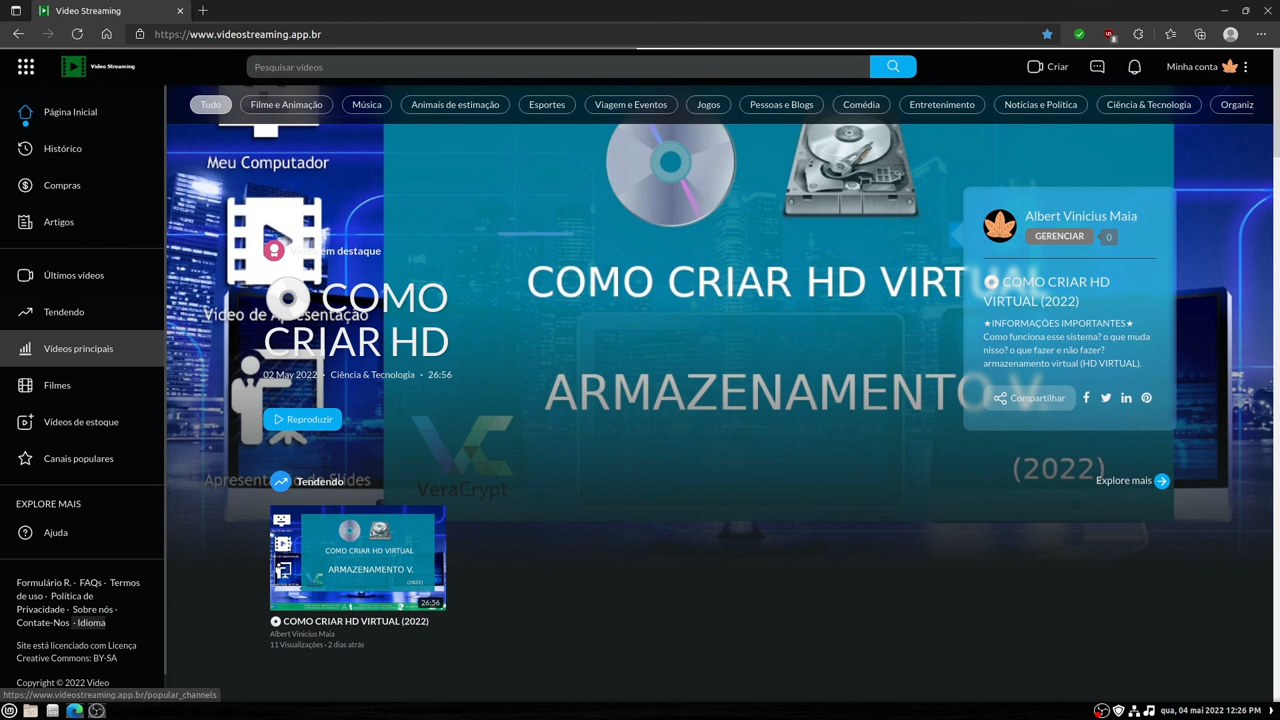 Video Streaming
https://www.videostreaming.app.br
Video Streaming
Pesquisar vídeos
Criar
Minha conta
Página Inicial
Histórico
Compras
Artigos
Últimos vídeos
Tendendo
Vídeos principais
Filmes
Vídeos de estoque
Canais populares
EXPLORE MAIS
Ajuda
Formulário R. · FAQs · Termos
de uso · Política de
Privacidade · Sobre nós ·
Contate-Nos · Idioma
Site está licenciado com Licença
Creative Commons: BY-SA
Copyright © 2022 Video
Tudo
Filme e Animação
Música
Animais de estimação
Esportes
Viagem e Eventos
Jogos
Pessoas e Blogs
Comédia
Entretenimento
Notícias e Política
Ciência & Tecnologia
Organiz
Meu Computador
em destaque
COMO
CRIAR HD
Vídeo de Apresentação
02 May 2022 · Ciência & Tecnologia · 26:56
Reproduzir
COMO CRIAR HD VIRT
ARMAZENAMENTO V
(2022)
VeraCrypt
Albert Vinicius Maia
GERENCIAR 0
COMO CRIAR HD
VIRTUAL (2022)
★INFORMAÇÕES IMPORTANTES★
Como funciona esse sistema? o que muda
nisso? o que fazer e não fazer?
armazenamento virtual (HD VIRTUAL).
Compartilhar
Tendendo
Explore mais
COMO CRIAR HD VIRTUAL
ARMAZENAMENTO V.
(2022)
26:56
COMO CRIAR HD VIRTUAL (2022)
Albert Vinicius Maia
11 Visualizações · 2 dias atrás
https://www.videostreaming.app.br/popular_channels
qua, 04 mai 2022 12:26 PM